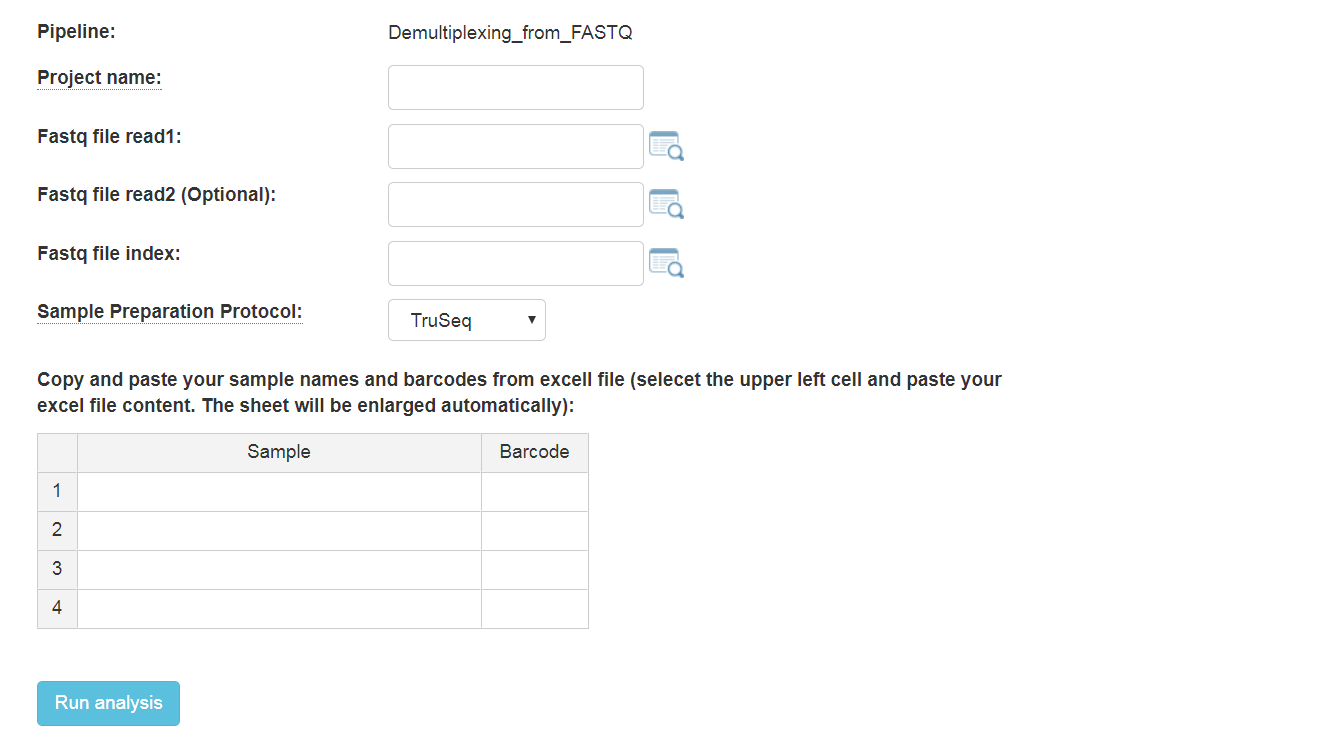 Pipeline: Demultiplexing_from_FASTQ
Project name:
Fastq file read1:
Fastq file read2 (Optional):
Fastq file index:
Sample Preparation Protocol: TruSeq
Copy and paste your sample names and barcodes from excell file (selecet the upper left cell and paste your
excel file content. The sheet will be enlarged automatically):
Sample Barcode
1
2
3
4
Run analysis